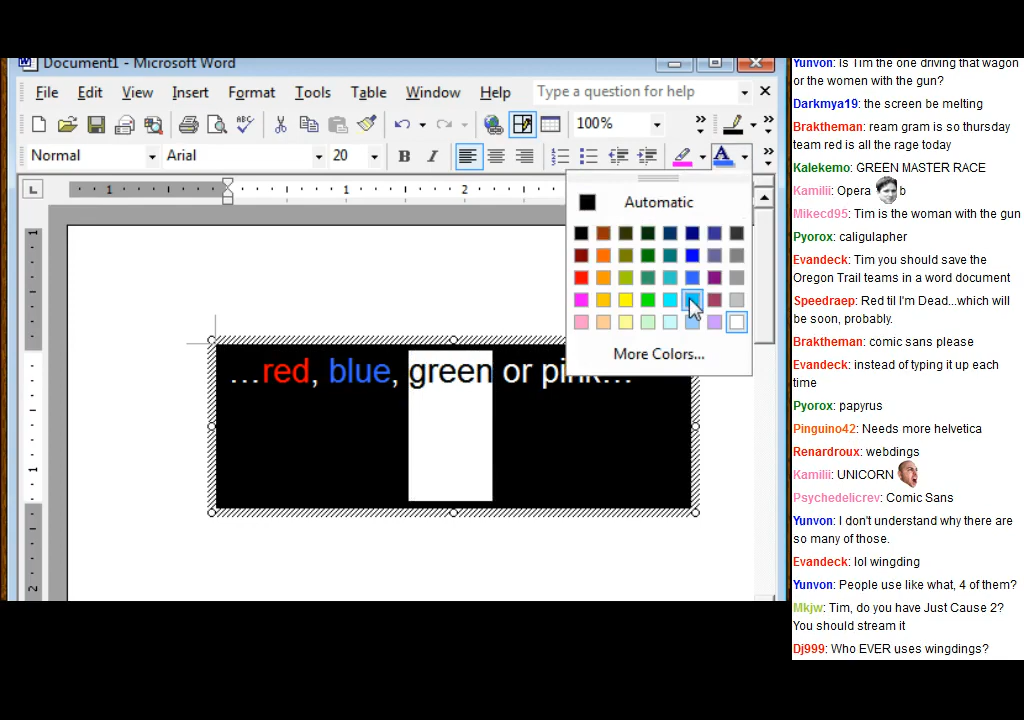 Document1 - Microsoft Word
File Edit View Insert Format Tools Table Window Help Type a question for help
100%
Normal Arial 20 B I A
L 1 1 2
Automatic
More Colors...
1
1
2
...red, blue, green or pink...
Yunvon: Is Tim the one driving that wagon
or the women with the gun?
Darkmya19: the screen be melting
Braktheman: ream gram is so thursday
team red is all the rage today
Kalekemo: GREEN MASTER RACE
Kamilii: Opera b
Mikecd95: Tim is the woman with the gun
Pyorox: caligulapher
Evandeck: Tim you should save the
Oregon Trail teams in a word document
Speedraep: Red til I'm Dead...which will
be soon, probably.
Braktheman: comic sans please
Evandeck: instead of typing it up each
time
Pyorox: papyrus
Pinguino42: Needs more helvetica
Renardroux: webdings
Kamilii: UNICORN
Psychedelicrev: Comic Sans
Yunvon: I don't understand why there are
so many of those.
Evandeck: lol wingding
Yunvon: People use like what, 4 of them?
Mkjw: Tim, do you have Just Cause 2?
You should stream it
Dj999: Who EVER uses wingdings?